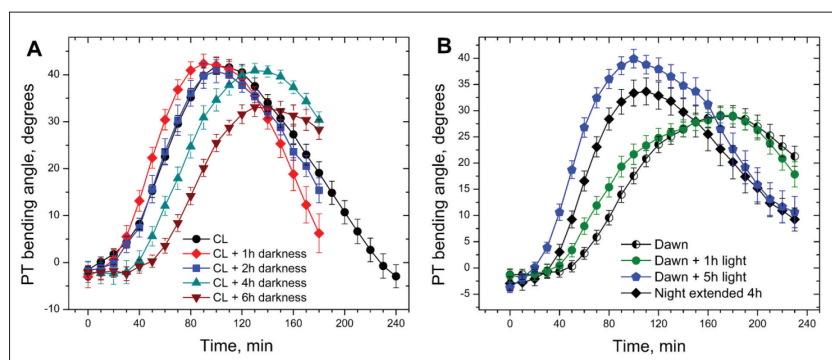 A
PT bending angle, degrees
40
30
20
10
0
-10
CL
CL + 1h darkness
CL + 2h darkness
CL + 4h darkness
CL + 6h darkness
0 40 80 120 160 200 240
Time, min
B
PT bending angle, degrees
40
35
30
25
20
15
10
5
0
-5
Dawn
Dawn + 1h light
Dawn + 5h light
Night extended 4h
0 40 80 120 160 200 240
Time, min